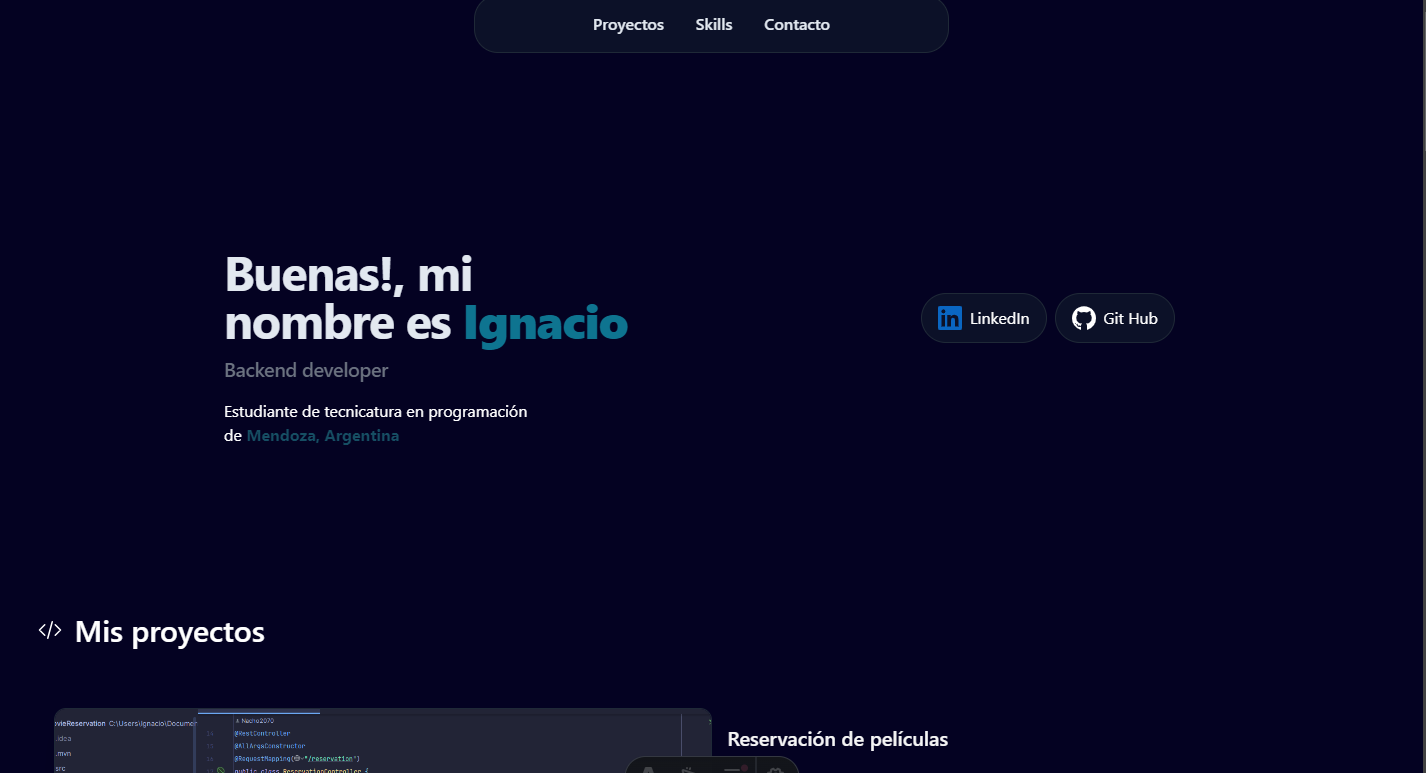 Proyectos Skills Contacto
Buenas!, mi
nombre es Ignacio
Backend developer
Estudiante de tecnicatura en programación
de Mendoza, Argentina
LinkedIn Git Hub
</> Mis proyectos
ovieReservation C:\Users\Ignacio\Documen
.idea
.mvn
src
Nacho2070
@RestController
@AllArgsConstructor
@RequestMapping("/reservation")
public class ReservationController {
Reservación de películas